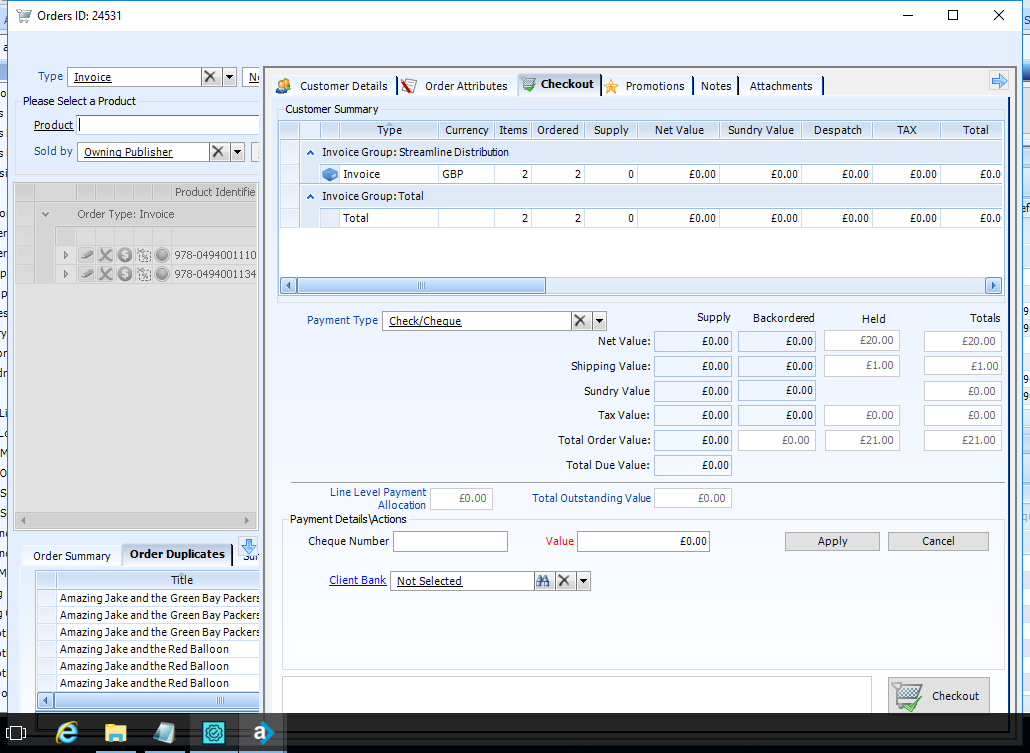 Orders ID: 24531
Type Invoice
Please Select a Product
Product
Sold by Owning Publisher
Product Identifie
Order Type: Invoice
978-0494001110
978-0494001134
Order Summary Order Duplicates
Title
Amazing Jake and the Green Bay Packers
Amazing Jake and the Green Bay Packers
Amazing Jake and the Green Bay Packers
Amazing Jake and the Red Balloon
Amazing Jake and the Red Balloon
Amazing Jake and the Red Balloon
Customer Details Order Attributes Checkout Promotions Notes Attachments
Customer Summary
Type Currency Items Ordered Supply Net Value Sundry Value Despatch TAX Total
Invoice Group: Streamline Distribution
Invoice GBP 2 2 0 £0.00 £0.00 £0.00 £0.00 £0.0
Invoice Group: Total
Total 2 2 0 £0.00 £0.00 £0.00 £0.00 £0.0
Payment Type Check/Cheque
Supply Backordered Held Totals
Net Value: £0.00 £0.00 £20.00 £20.00
Shipping Value: £0.00 £0.00 £1.00 £1.00
Sundry Value £0.00 £0.00 £0.00
Tax Value: £0.00 £0.00 £0.00 £0.00
Total Order Value: £0.00 £0.00 £21.00 £21.00
Total Due Value: £0.00
Line Level Payment
Allocation £0.00 Total Outstanding Value £0.00
Payment Details\Actions
Cheque Number Value £0.00 Apply Cancel
Client Bank Not Selected
Checkout